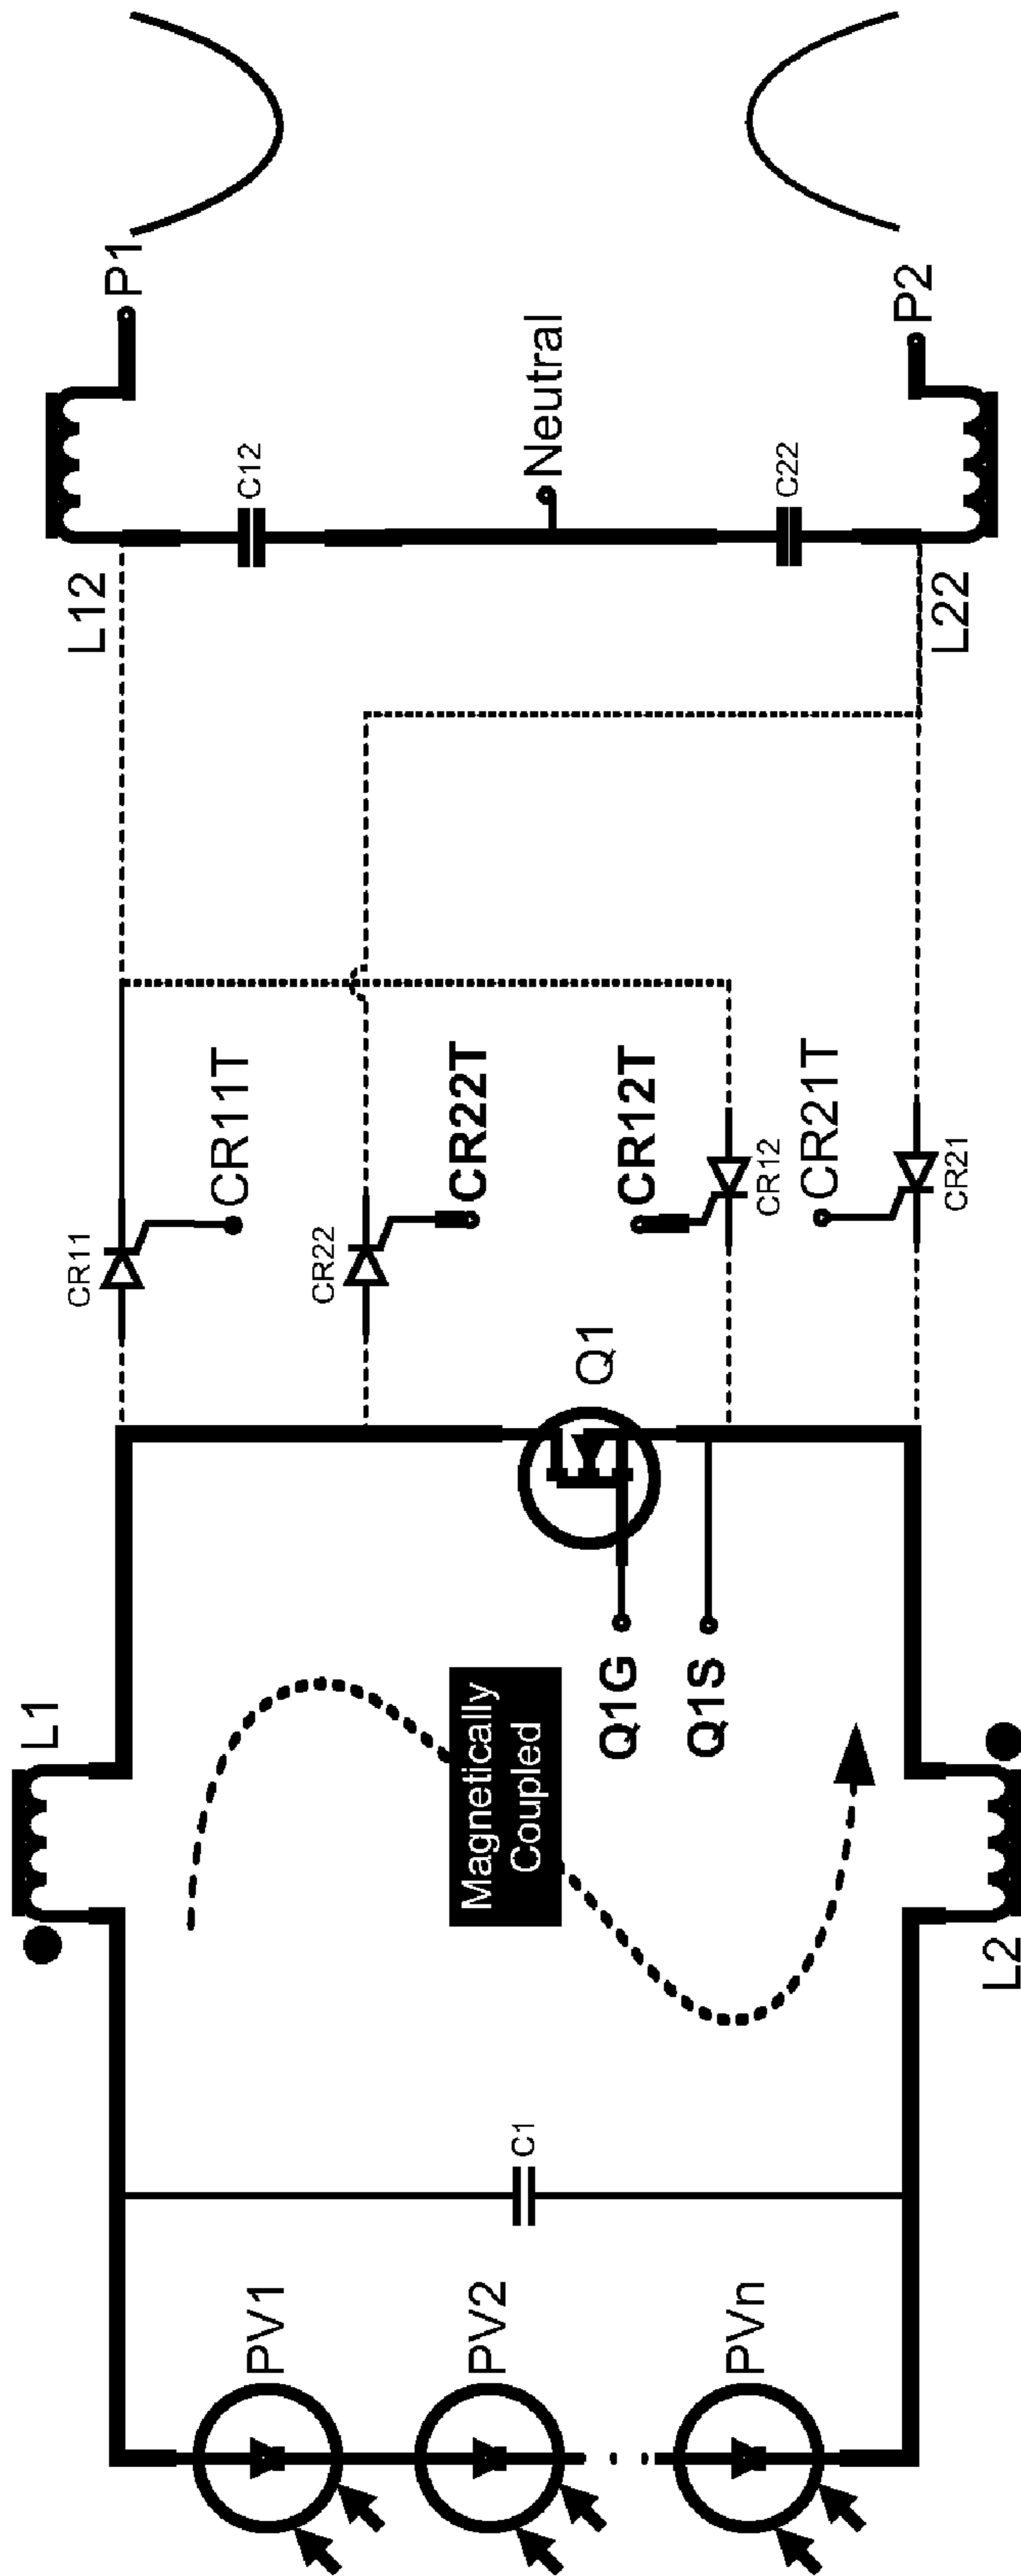 P1
P2
L12
C12
Neutral
C22
L22
CR11
CR11T
CR22
CR22T
CR12T
CR12
CR21T
CR21
Q1
Q1G
Q1S
L1
Magnetically
Coupled
L2
C1
PV1
PV2
PVn